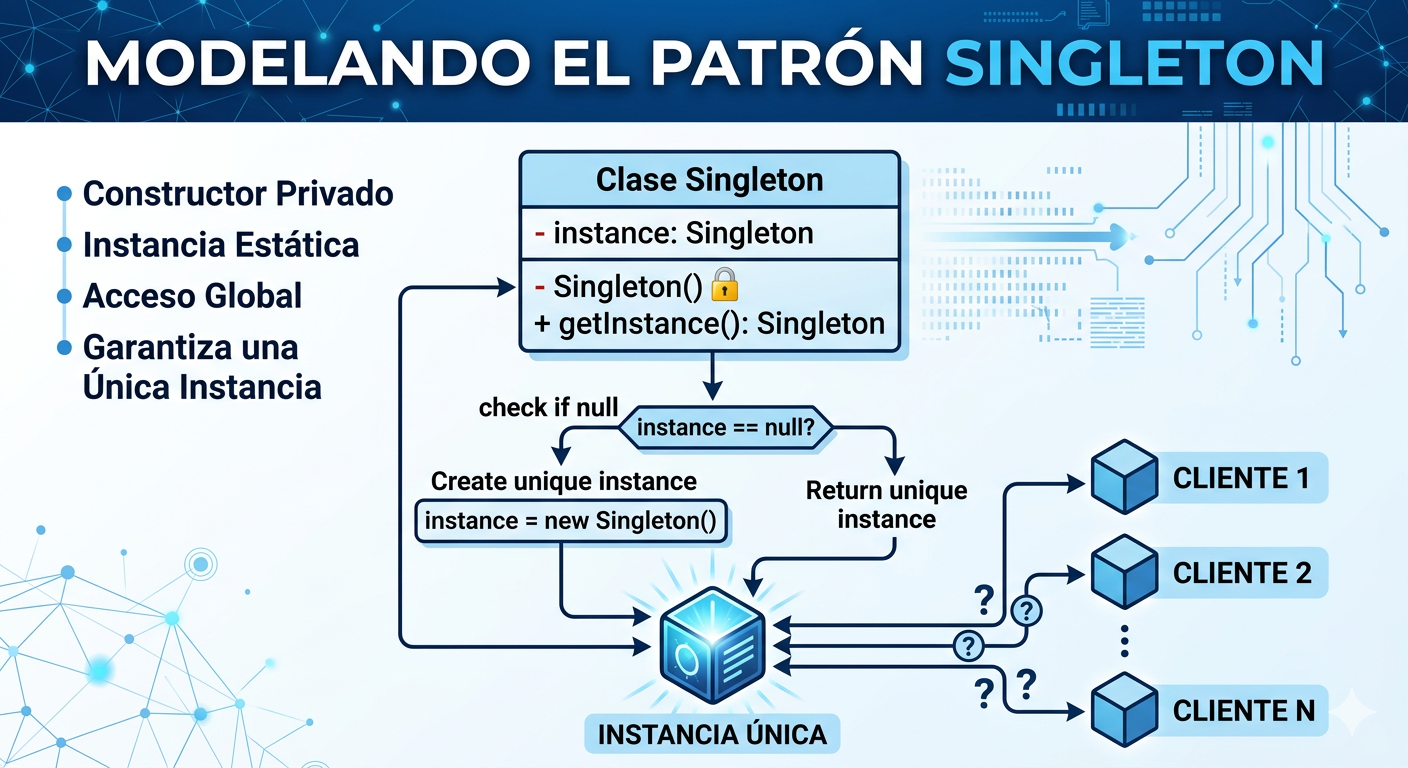 MODELANDO EL PATRÓN SINGLETON
Constructor Privado
Instancia Estática
Acceso Global
Garantiza una
Única Instancia
Clase Singleton
- instance: Singleton
- Singleton()
+ getInstance(): Singleton
check if null
instance == null?
Create unique instance
instance = new Singleton()
Return unique
instance
INSTANCIA ÚNICA
?
?
?
?
?
CLIENTE 1
CLIENTE 2
CLIENTE N